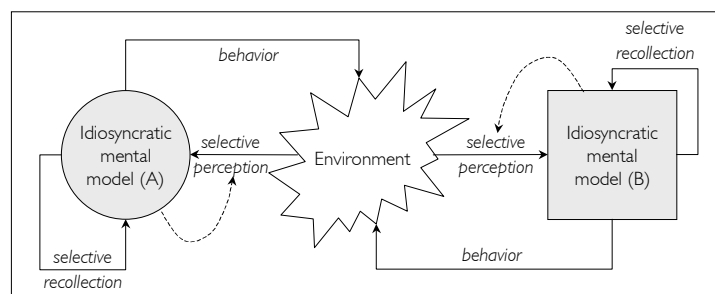 selective
recollection
behavior
Idiosyncratic
mental
model (A)
selective
perception
Environment
selective
perception
Idiosyncratic
mental
model (B)
selective
recollection
behavior